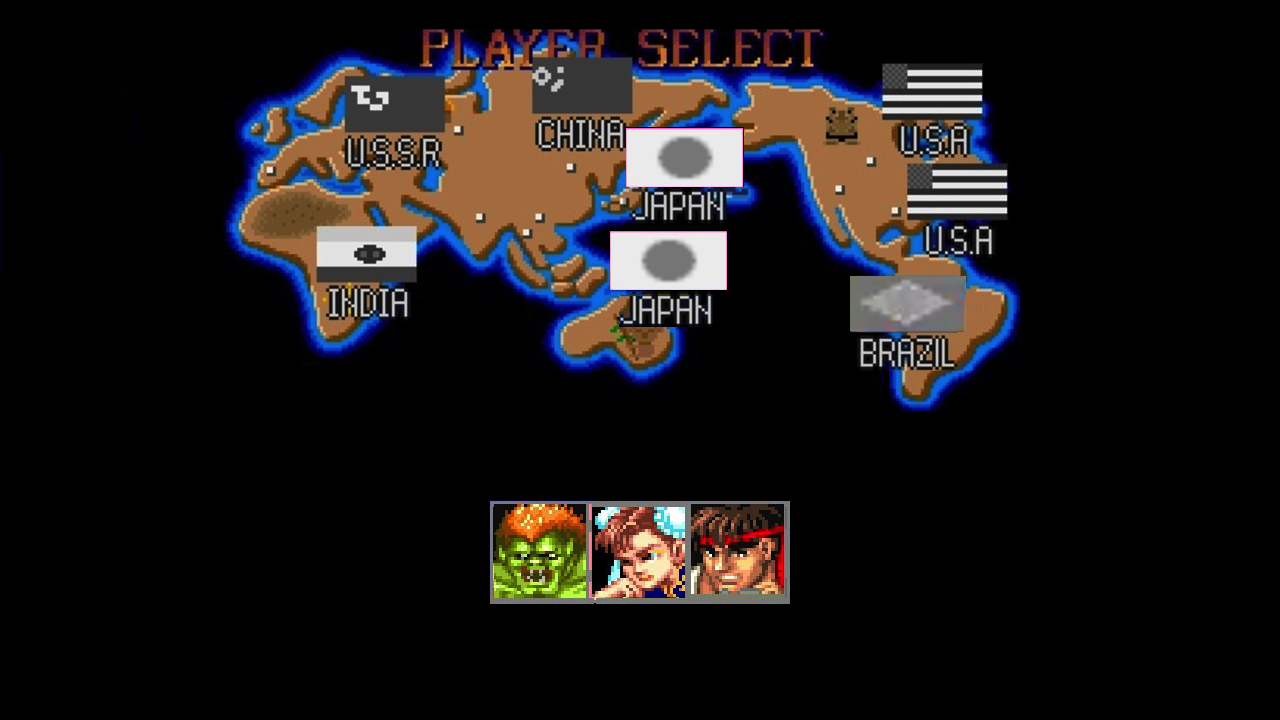 PLAYER SELECT
U.S.S.R
CHINA
U.S.A
JAPAN
U.S.A
INDIA
JAPAN
BRAZIL